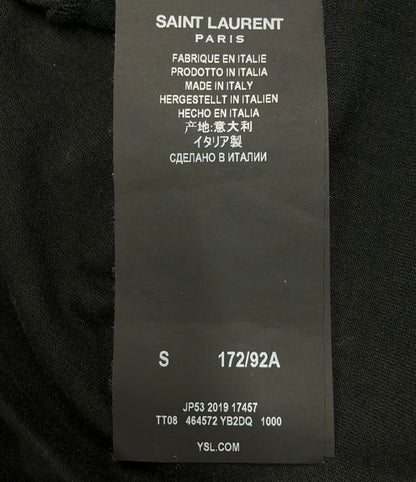 SAINT LAURENT
PARIS
FABRIQUE EN ITALIE
PRODOTTO IN ITALIA
MADE IN ITALY
HERGESTELLT IN ITALIEN
HECHO EN ITALIA
产地:意大利
イタリア製
СДЕЛАНО В ИТАЛИИ
S 172/92A
JP53 2019 17457
TT08 464572 YB2DQ 1000
YSL.COM